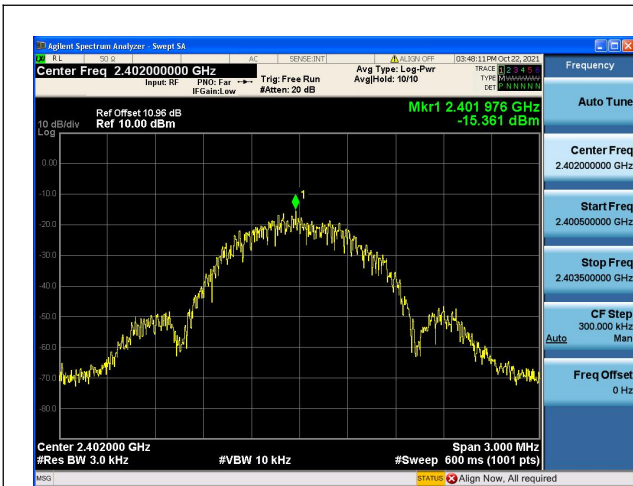 Agilent Spectrum Analyzer - Swept SA
RL 50 Ω AC SENSE:INT ALIGN OFF 03:48:11PM Oct 22, 2021
Center Freq 2.402000000 GHz
Input: RF PNO: Far IFGain:Low Trig: Free Run #Atten: 20 dB
Avg Type: Log-Pwr Avg|Hold: 10/10
TRACE 1 2 3 4 5 6
TYPE M
DET P N N N N N
Ref Offset 10.96 dB
10 dB/div Ref 10.00 dBm
Log
Mkr1 2.401 976 GHz
-15.361 dBm
0.00
-10.0
-20.0
-30.0
-40.0
-50.0
-60.0
-70.0
-80.0
1
Center 2.402000 GHz Span 3.000 MHz
#Res BW 3.0 kHz #VBW 10 kHz #Sweep 600 ms (1001 pts)
MSG STATUS Align Now, All required
Frequency
Auto Tune
Center Freq
2.402000000 GHz
Start Freq
2.400500000 GHz
Stop Freq
2.403500000 GHz
CF Step
300.000 kHz
Auto Man
Freq Offset
0 Hz